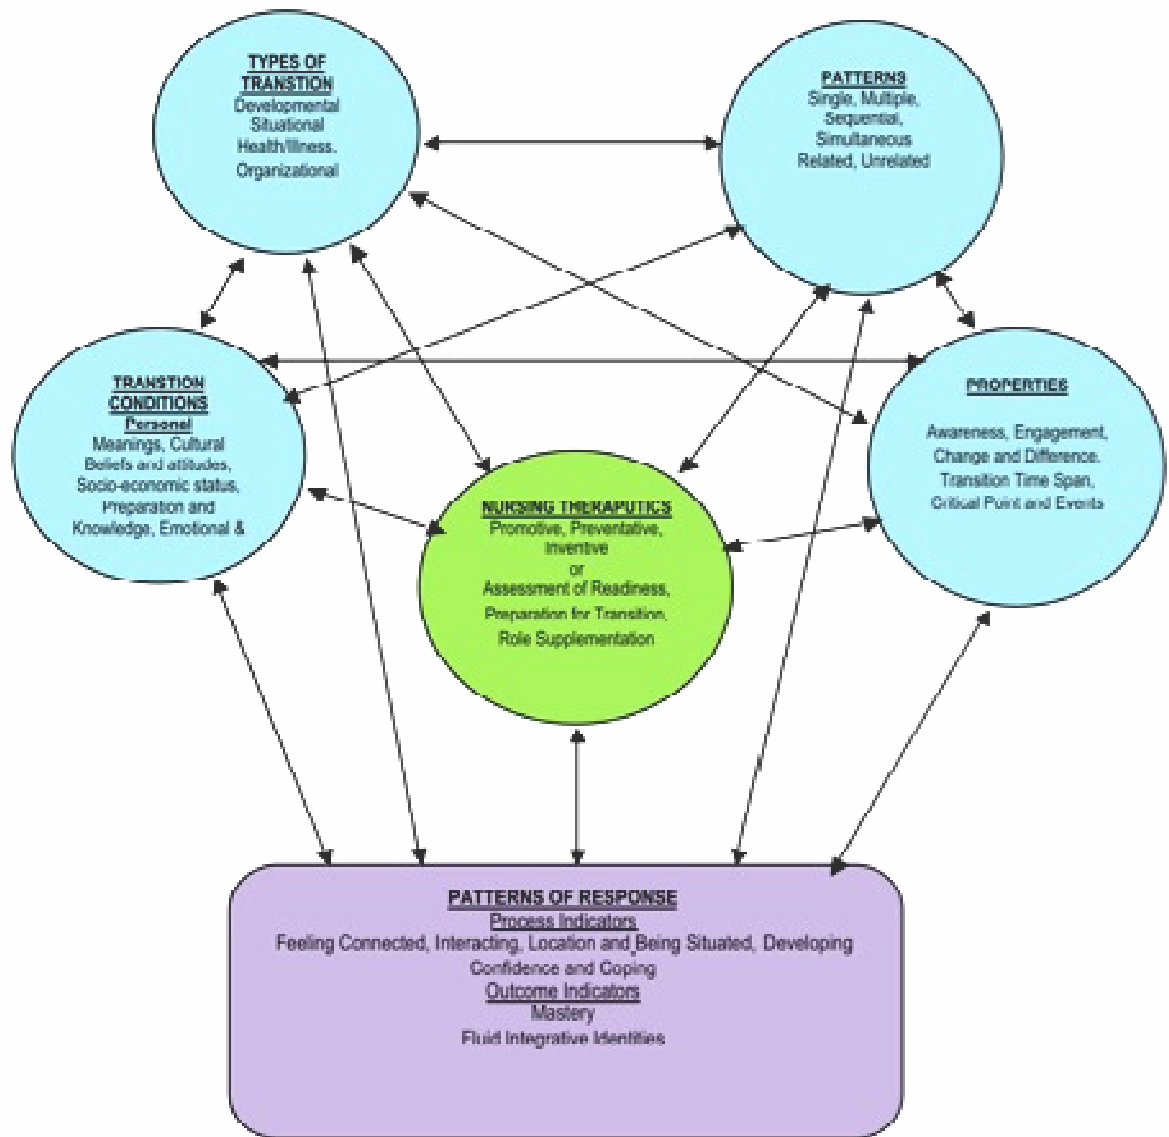 TYPES OF
TRANSTION
Developmental
Situational
Health/Illness.
Organizational
PATTERNS
Single, Multiple,
Sequential,
Simultaneous
Related, Unrelated
TRANSTION
CONDITIONS
Personal
Meanings, Cultural
Beliefs and attitudes,
Socio-economic status,
Preparation and
Knowledge, Emotional &
PROPERTIES
Awareness, Engagement,
Change and Difference.
Transition Time Span,
Critical Point and Events
NURSING THERAPUTICS
Promotive, Preventative,
Inventive
or
Assessment of Readiness,
Preparation for Transition,
Role Supplementation
PATTERNS OF RESPONSE
Process Indicators
Feeling Connected, Interacting, Location and Being Situated, Developing
Confidence and Coping
Outcome Indicators
Mastery
Fluid Integrative Identities